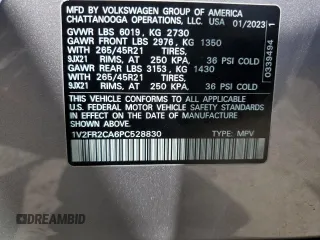 MFD. BY VOLKSWAGEN GROUP OF AMERICA
CHATTANOOGA OPERATIONS, LLC. USA 01/2023
GVWR LBS 6019, KG 2730
GAWR FRONT LBS 2976, KG 1350
WITH 265/45R21 TIRES,
9JX21 RIMS, AT 250 KPA. 36 PSI COLD
GAWR REAR LBS 3153, KG 1430
WITH 265/45R21 TIRES,
9JX21 RIMS, AT 250 KPA. 36 PSI COLD
THIS VEHICLE CONFORMS TO ALL APPLICABLE
U.S. FEDERAL MOTOR VEHICLE SAFETY
STANDARDS IN EFFECT ON THE DATE OF
MANUFACTURE SHOWN ABOVE.
1V2FR2CA6PC528830 TYPE: MPV
0339494
DREAMBID